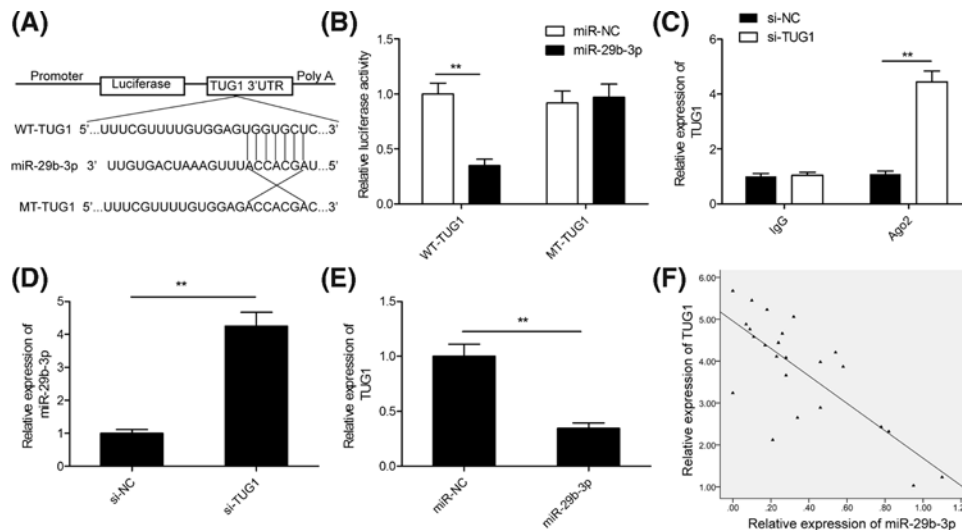 (A)
Promoter Luciferase TUG1 3'UTR Poly A
WT-TUG1 5'...UUUCGUUUUGUGGAGUGGUGCUC...3'
miR-29b-3p 3' UUGUGACUAAAGUUUACCACGAU...5'
MT-TUG1 5'...UUUCGUUUUGUGGAGACCACGAC...3'
(B)
miR-NC
miR-29b-3p
Relative luciferase activity
1.5
1.0
0.5
0.0
**
WT-TUG1
MT-TUG1
(C)
si-NC
si-TUG1
Relative expression of
TUG1
6
4
2
0
**
IgG
Ago2
(D)
Relative expression of
miR-29b-3p
6
5
4
3
2
1
0
**
si-NC
si-TUG1
(E)
Relative expression of
TUG1
1.5
1.0
0.5
0.0
**
miR-NC
miR-29b-3p
(F)
Relative expression of TUG1
6.00
5.00
4.00
3.00
2.00
1.00
.00 .20 .40 .60 .80 1.00 1.2
Relative expression of miR-29b-3p